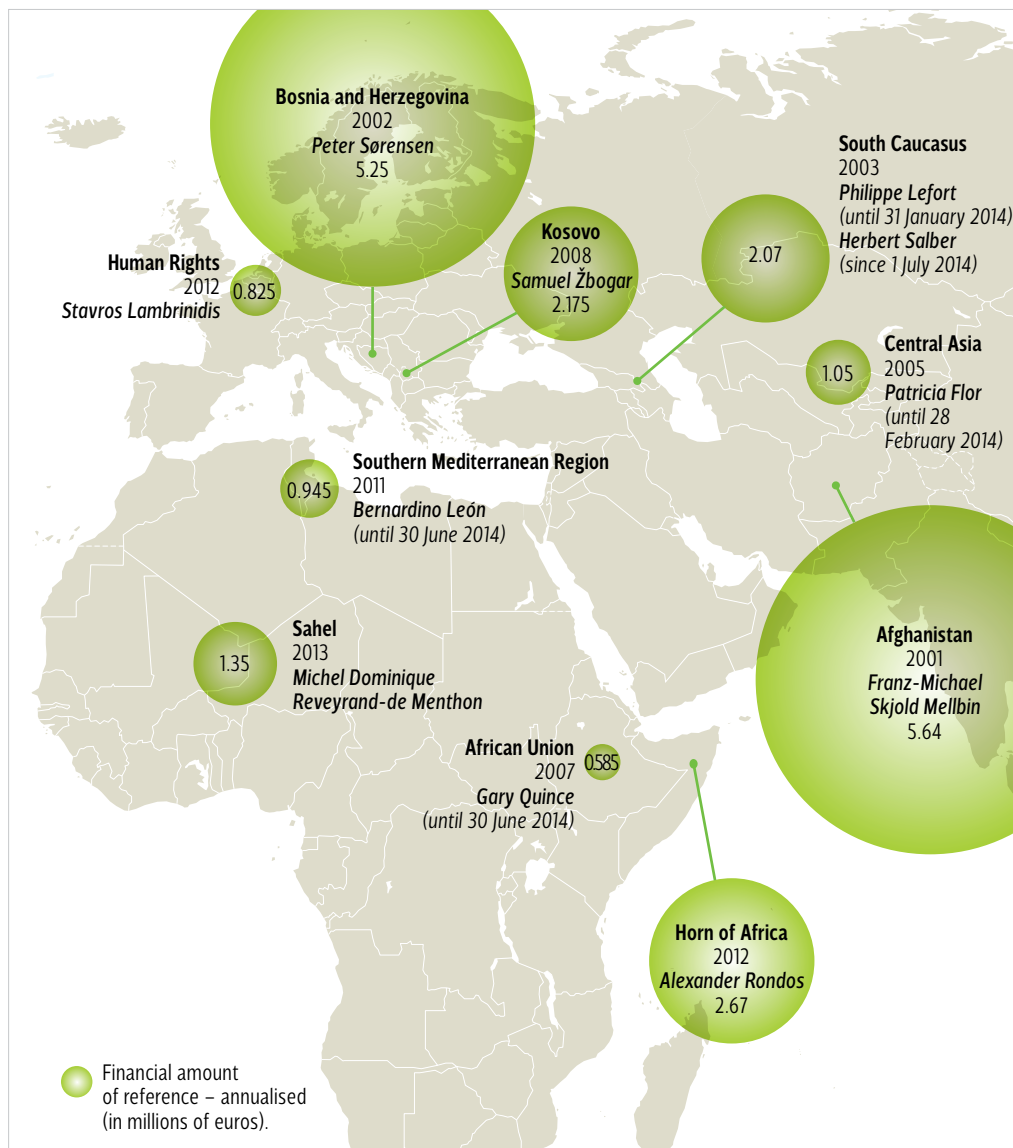 Bosnia and Herzegovina
2002
Peter Sørensen
5.25
South Caucasus
2003
Philippe Lefort
(until 31 January 2014)
Herbert Salber
(since 1 July 2014)
2.07
Kosovo
2008
Samuel Žbogar
2.175
Human Rights
2012
Stavros Lambrinidis
0.825
Central Asia
2005
Patricia Flor
(until 28
February 2014)
1.05
Southern Mediterranean Region
2011
Bernardino León
(until 30 June 2014)
0.945
Afghanistan
2001
Franz-Michael
Skjold Mellbin
5.64
Sahel
2013
Michel Dominique
Reveyrand-de Menthon
1.35
African Union
2007
Gary Quince
(until 30 June 2014)
0.585
Horn of Africa
2012
Alexander Rondos
2.67
Financial amount
of reference – annualised
(in millions of euros).